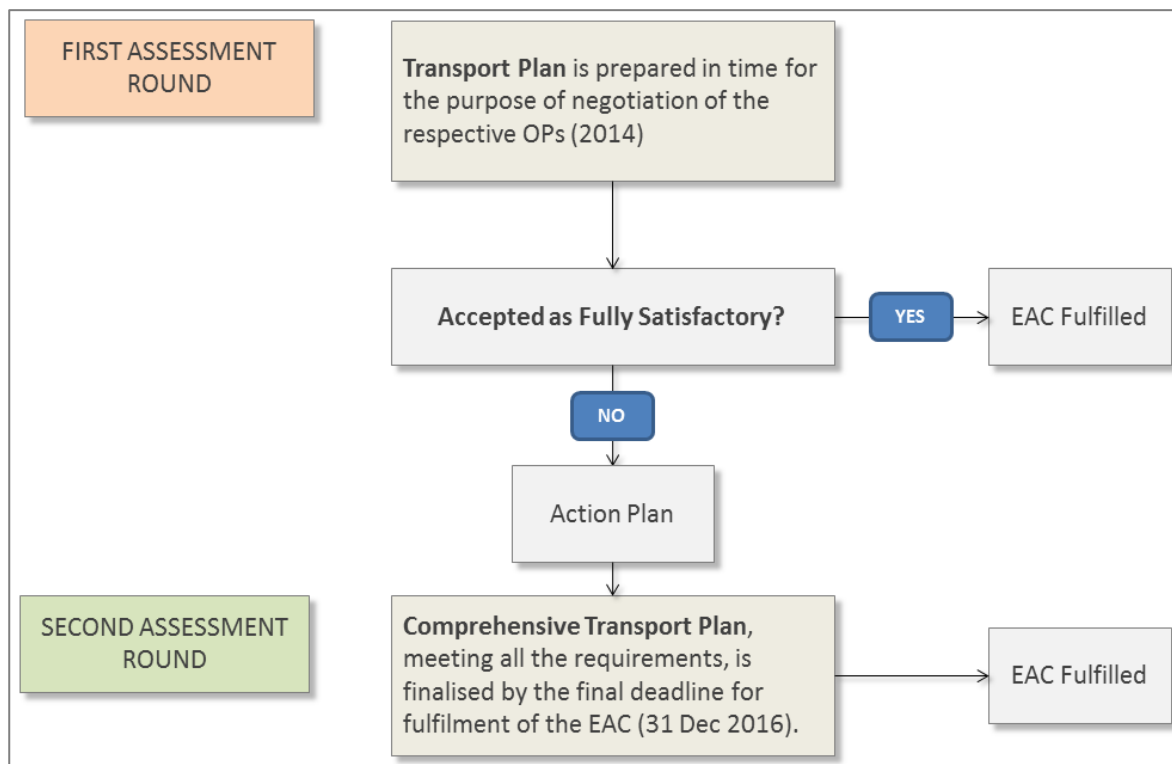 FIRST ASSESSMENT
ROUND
Transport Plan is prepared in time for
the purpose of negotiation of the
respective OPs (2014)
Accepted as Fully Satisfactory?
YES
EAC Fulfilled
NO
Action Plan
SECOND ASSESSMENT
ROUND
Comprehensive Transport Plan,
meeting all the requirements, is
finalised by the final deadline for
fulfilment of the EAC (31 Dec 2016).
EAC Fulfilled